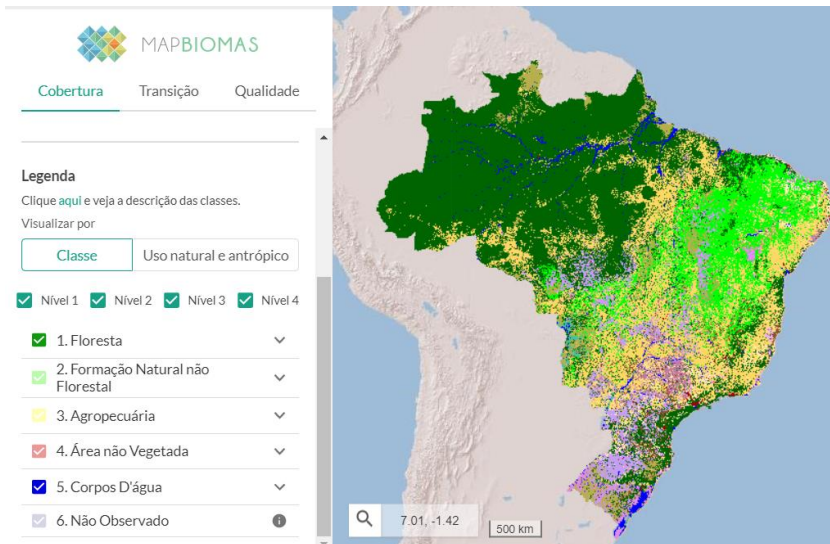 MAPBIOMAS
Cobertura Transição Qualidade
Legenda
Clique aqui e veja a descrição das classes.
Visualizar por
Classe Uso natural e antrópico
Nível 1 Nível 2 Nível 3 Nível 4
1. Floresta
2. Formação Natural não
Florestal
3. Agropecuária
4. Área não Vegetada
5. Corpos D'água
6. Não Observado
7.01, -1.42
500 km